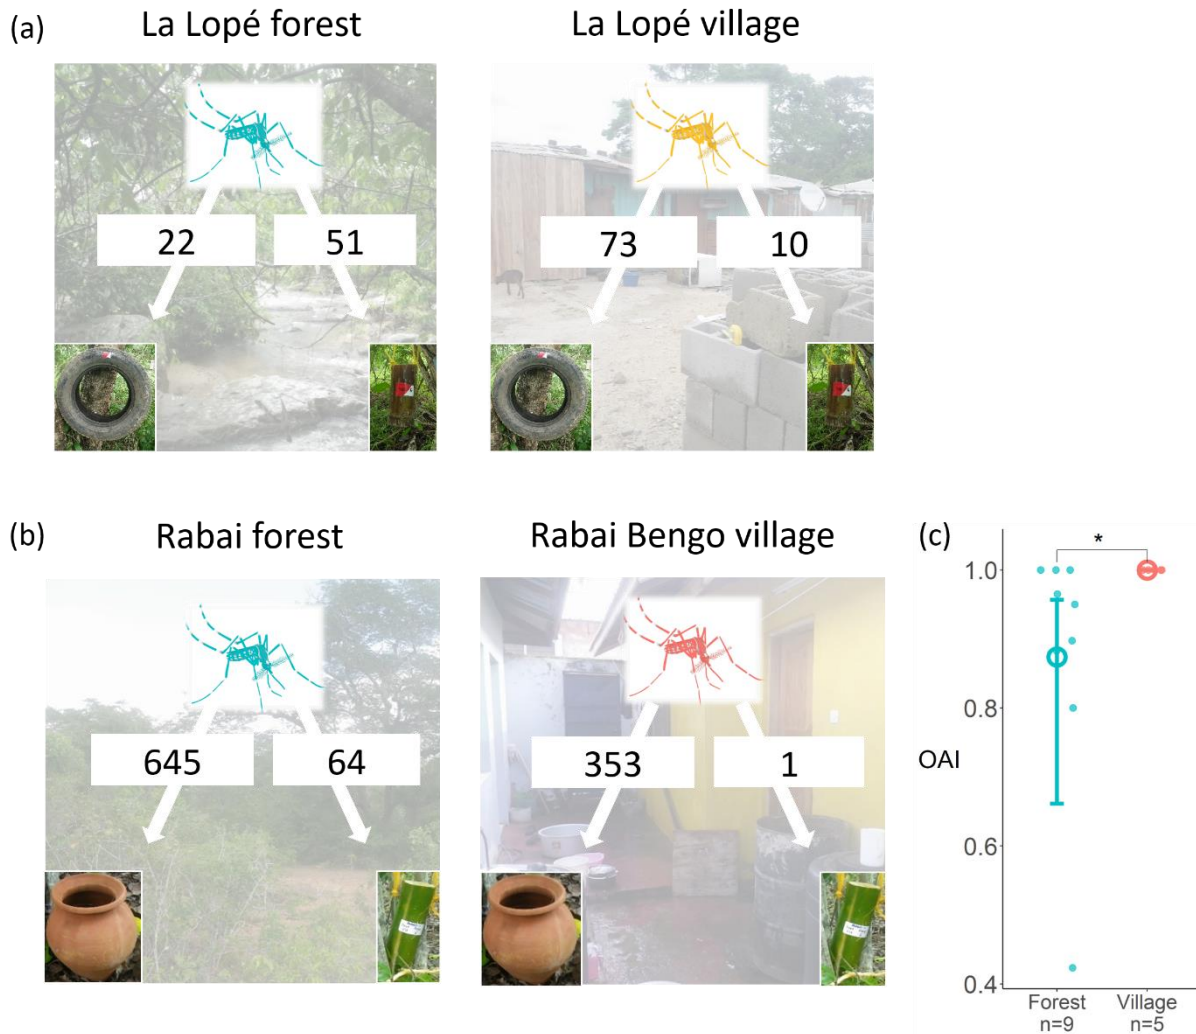 (a)
La Lopé forest
La Lopé village
22
51
73
10
(b)
Rabai forest
Rabai Bengo village
(c)
645
64
353
1
*
1.0
0.8
OAI
0.6
0.4
Forest
n=9
Village
n=5